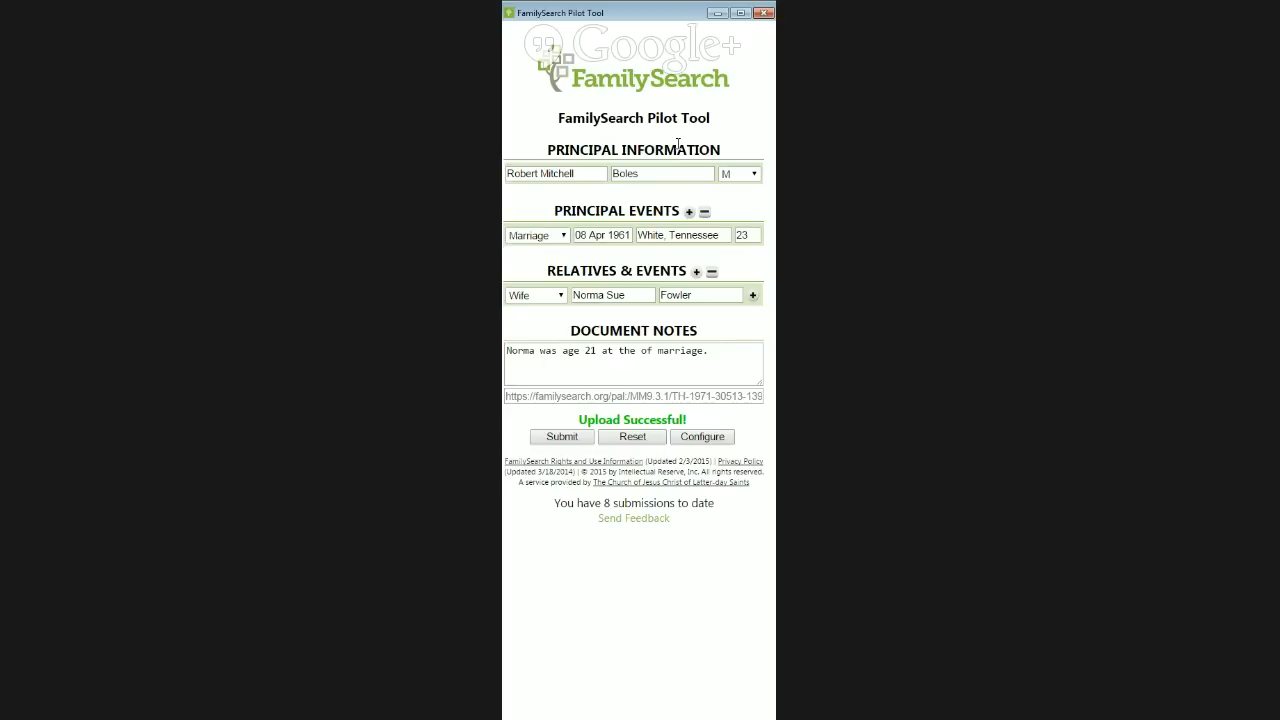 FamilySearch Pilot Tool
Google+
FamilySearch
FamilySearch Pilot Tool
PRINCIPAL INFORMATION
Robert Mitchell Boles M
PRINCIPAL EVENTS
Marriage 08 Apr 1961 White, Tennessee 23
RELATIVES & EVENTS
Wife Norma Sue Fowler
DOCUMENT NOTES
Norma was age 21 at the of marriage.
https://familysearch.org/pal:/MM9.3.1/TH-1971-30513-139
Upload Successful!
Submit Reset Configure
FamilySearch Rights and Use Information (Updated 2/3/2015) | Privacy Policy
(Updated 3/18/2014) | © 2015 by Intellectual Reserve, Inc. All rights reserved.
A service provided by The Church of Jesus Christ of Latter-day Saints
You have 8 submissions to date
Send Feedback